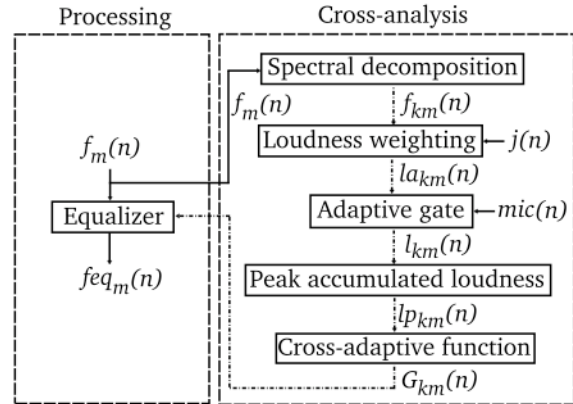 Processing
Cross-analysis
Spectral decomposition
f_m(n)
f_km(n)
f_m(n)
Loudness weighting
j(n)
la_km(n)
Equalizer
Adaptive gate
mic(n)
feq_m(n)
l_km(n)
Peak accumulated loudness
lp_km(n)
Cross-adaptive function
G_km(n)